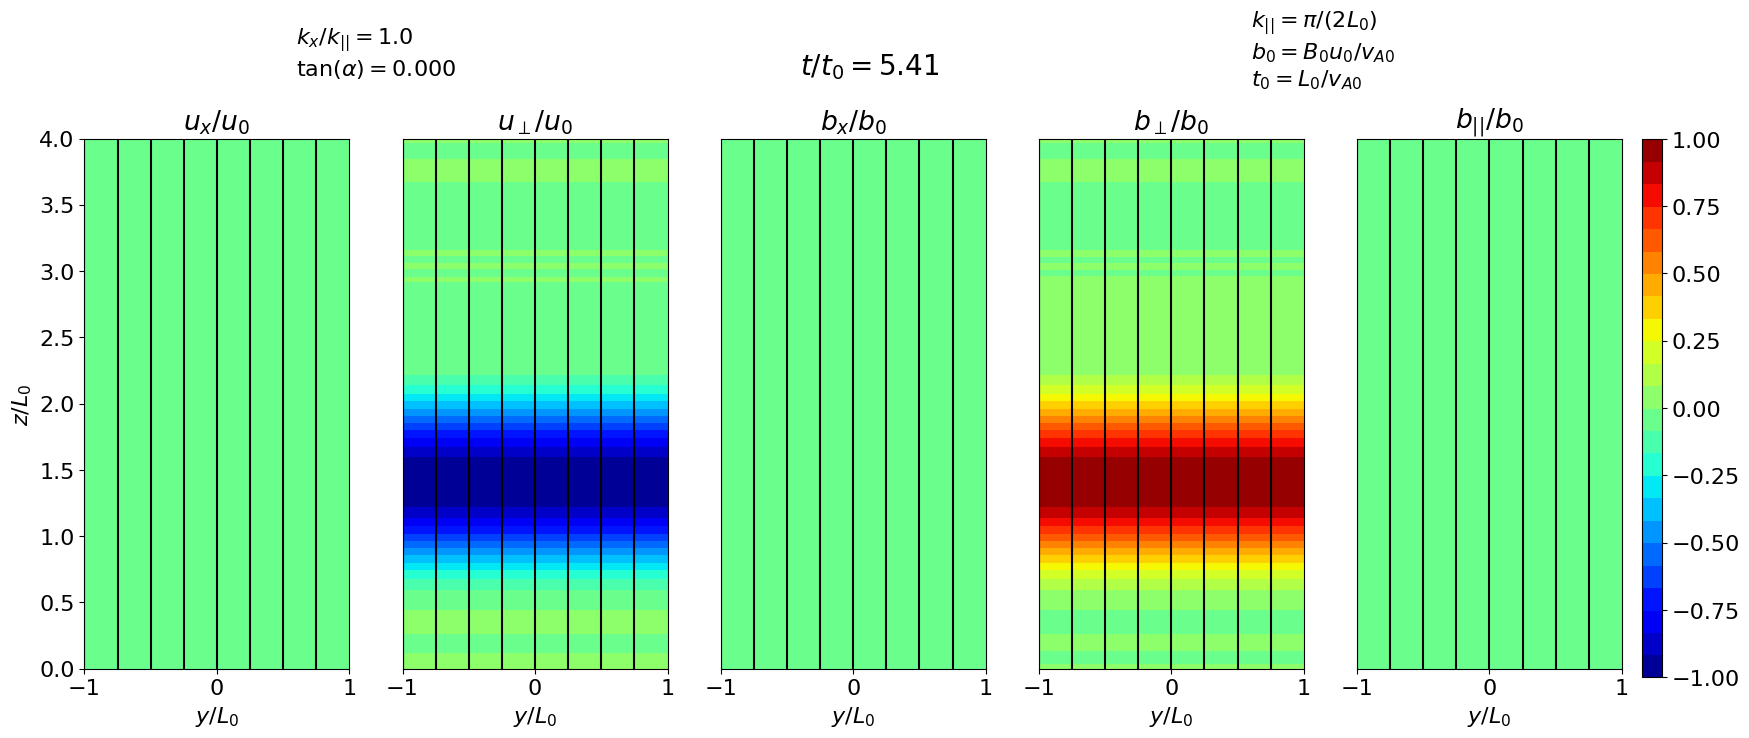 k_x/k_{||} = 1.0
tan(α) = 0.000
t/t_0 = 5.41
k_{||} = π/(2L_0)
b_0 = B_0u_0/v_{A0}
t_0 = L_0/v_{A0}
u_x/u_0
u_⊥/u_0
b_x/b_0
b_⊥/b_0
b_{||}/b_0
4.0
3.5
3.0
2.5
2.0
1.5
1.0
0.5
0.0
z/L_0
−1 0 1
−1 0 1
−1 0 1
−1 0 1
−1 0 1
y/L_0
y/L_0
y/L_0
y/L_0
y/L_0
1.00
0.75
0.50
0.25
0.00
−0.25
−0.50
−0.75
−1.00